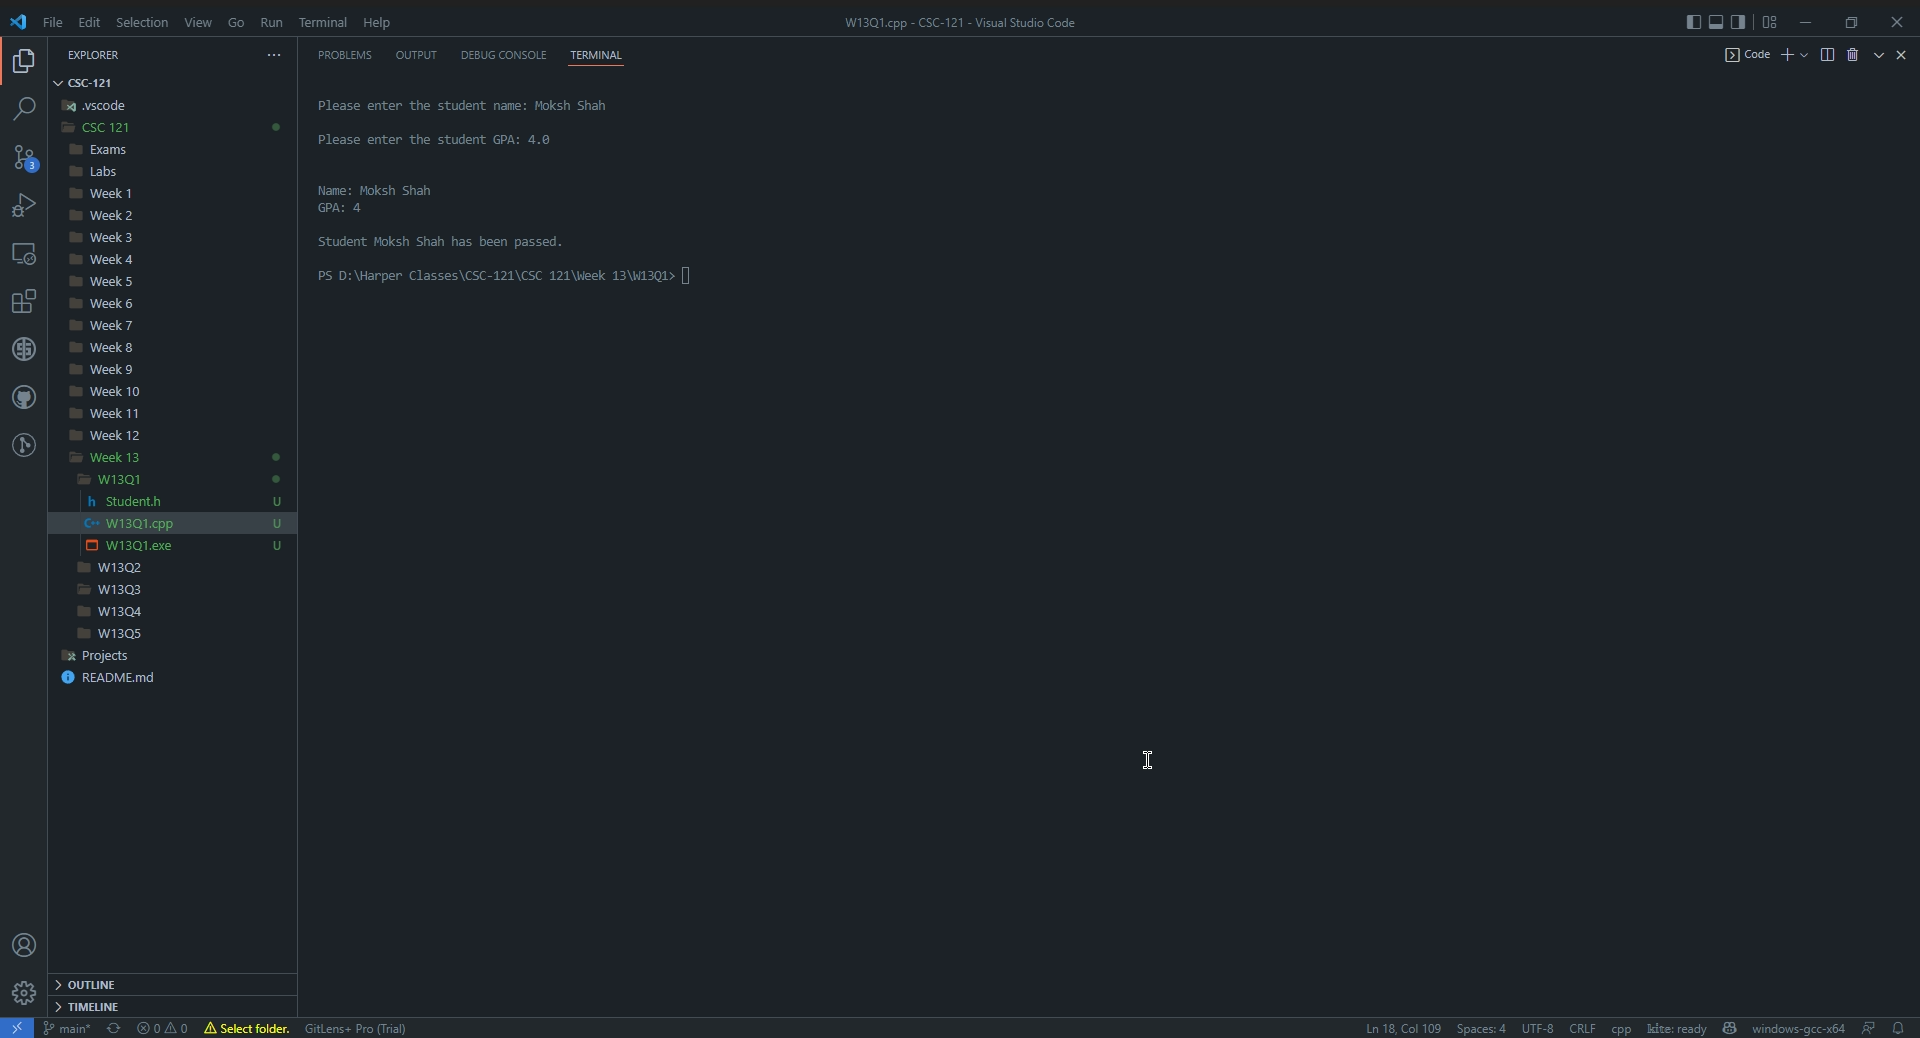 File Edit Selection View Go Run Terminal Help
W13Q1.cpp - CSC-121 - Visual Studio Code
EXPLORER
CSC-121
.vscode
CSC 121
Exams
Labs
Week 1
Week 2
Week 3
Week 4
Week 5
Week 6
Week 7
Week 8
Week 9
Week 10
Week 11
Week 12
Week 13
W13Q1
h Student.h U
C++ W13Q1.cpp U
W13Q1.exe U
W13Q2
W13Q3
W13Q4
W13Q5
Projects
README.md
OUTLINE
TIMELINE
3
PROBLEMS OUTPUT DEBUG CONSOLE TERMINAL
Code
Please enter the student name: Moksh Shah
Please enter the student GPA: 4.0
Name: Moksh Shah
GPA: 4
Student Moksh Shah has been passed.
PS D:\Harper Classes\CSC-121\CSC 121\Week 13\W13Q1>
main* 0 0 Select folder. GitLens+ Pro (Trial)
Ln 18, Col 109 Spaces: 4 UTF-8 CRLF cpp kite: ready windows-gcc-x64